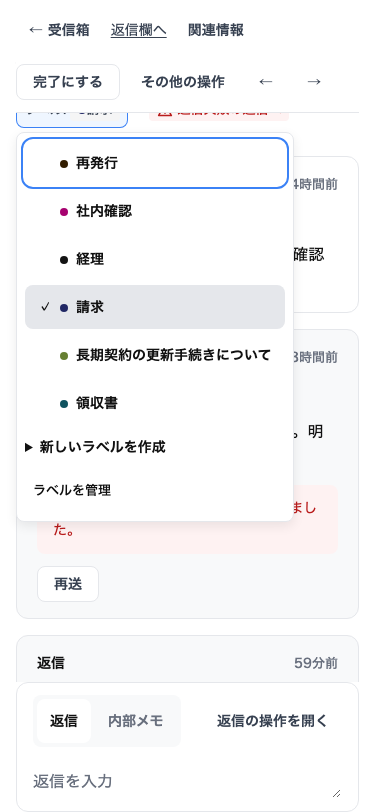 ← 受信箱 返信欄へ 関連情報
完了にする その他の操作 ← →
再発行
4時間前
社内確認
確認
経理
✓ 請求
長期契約の更新手続きについて
3時間前
領収書
。明
▶ 新しいラベルを作成
ラベルを管理
まし
た。
再送
返信 59分前
返信 内部メモ 返信の操作を開く
返信を入力